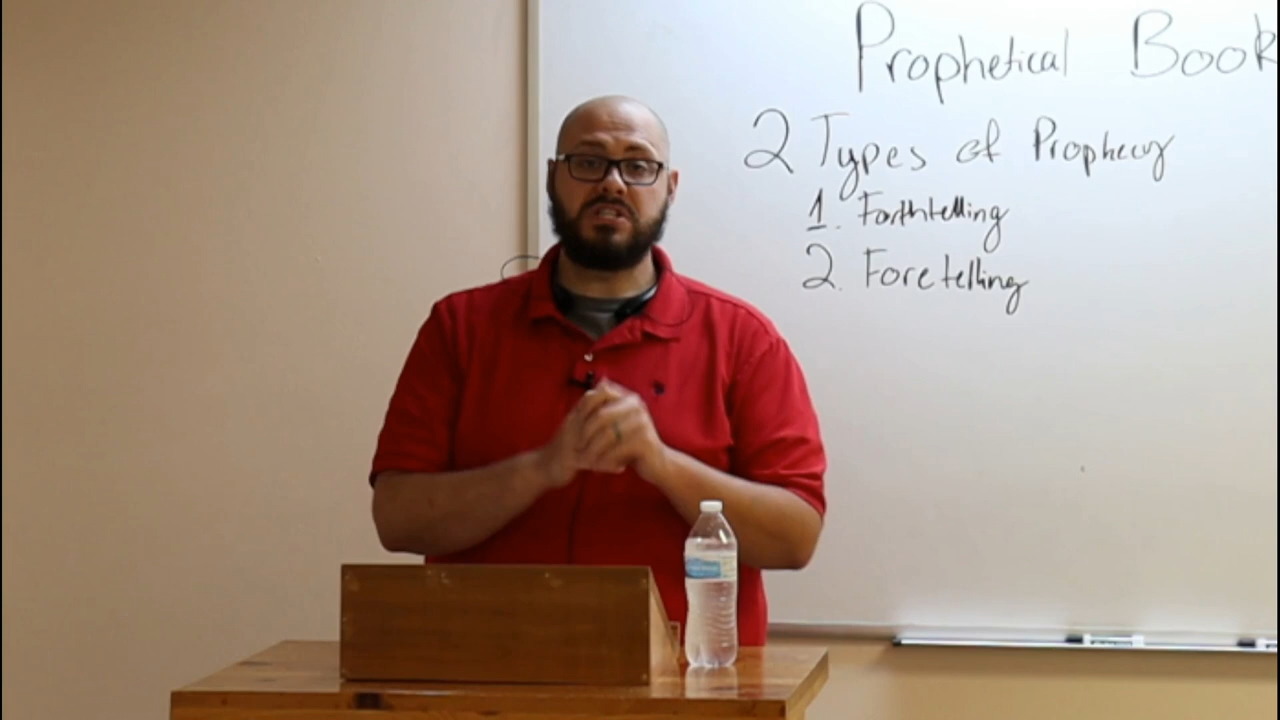 Prophetical Book
2 Types of Prophecy
1. Forthtelling
2. Foretelling